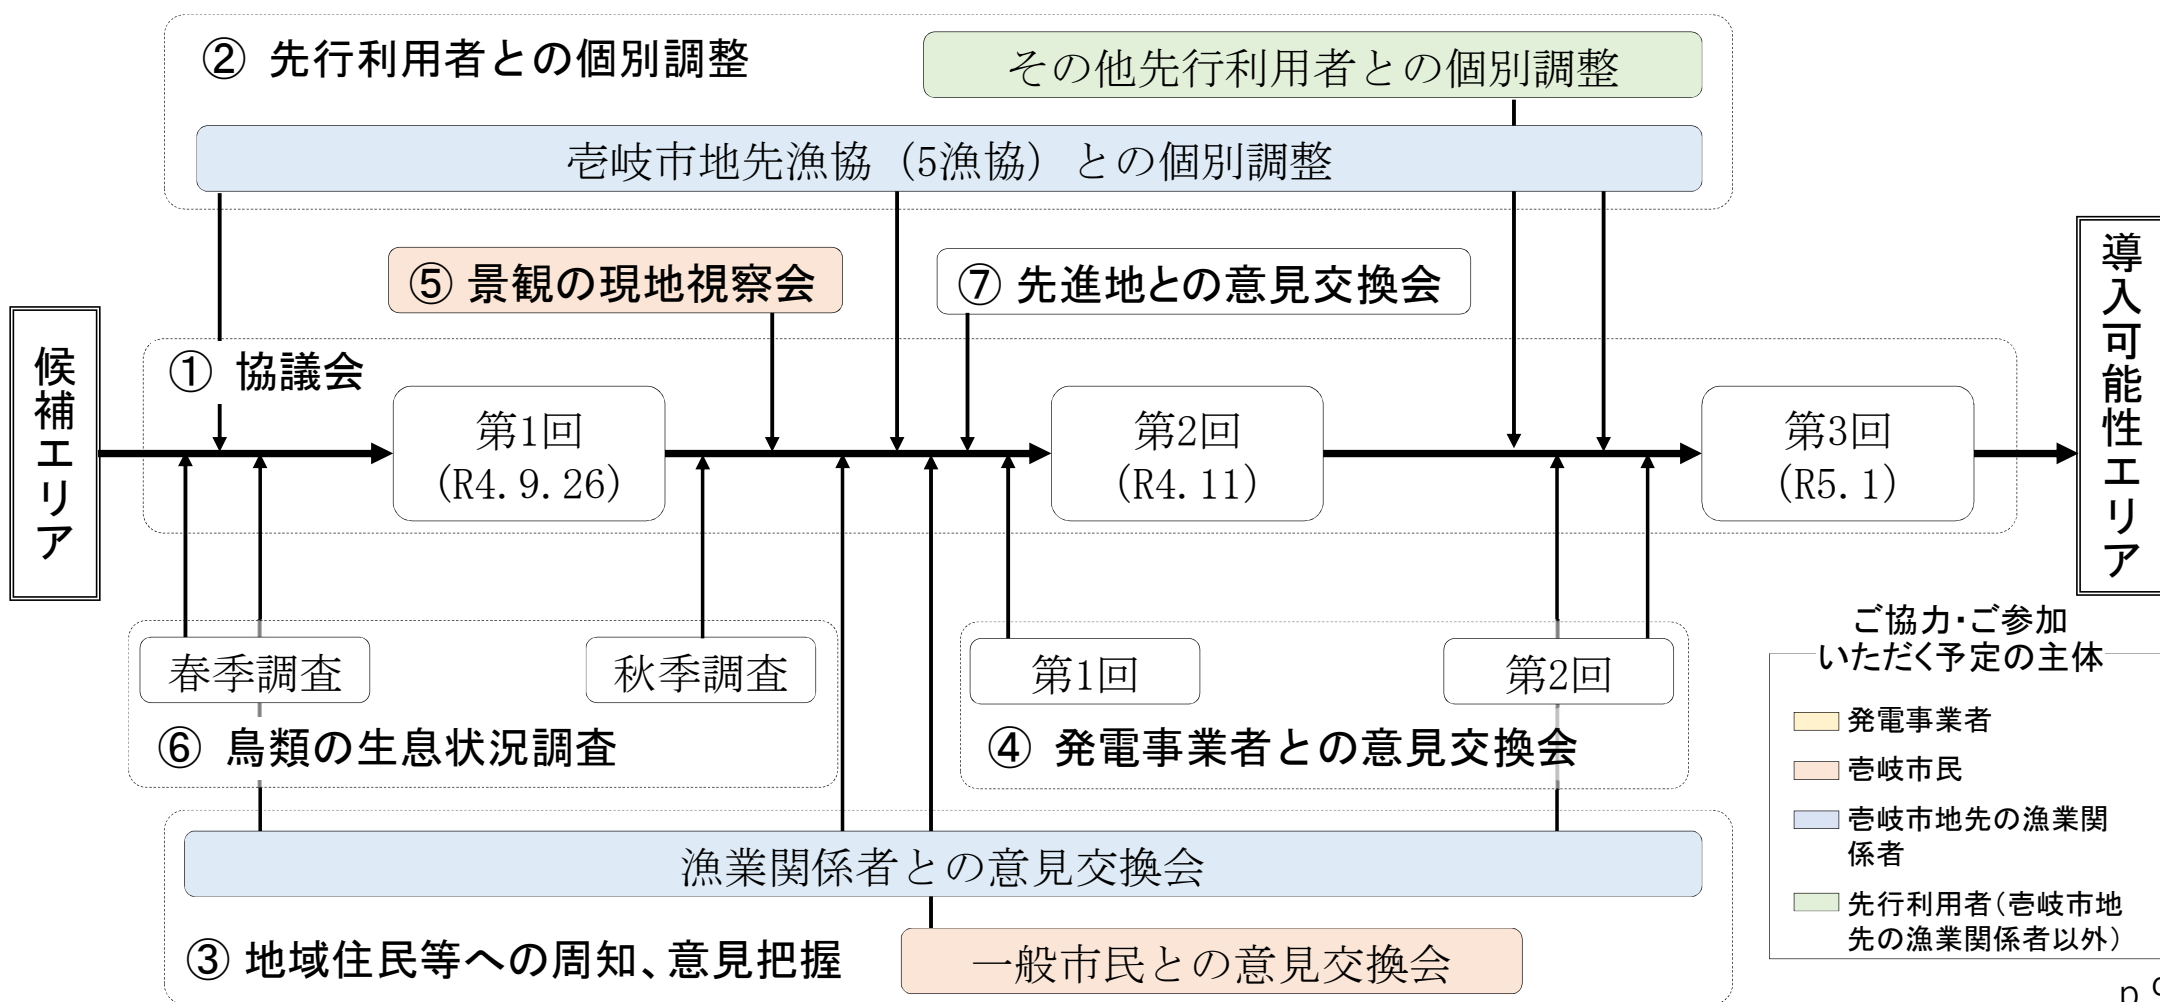 ② 先行利用者との個別調整
その他先行利用者との個別調整
壱岐市地先漁協（5漁協）との個別調整
⑤ 景観の現地視察会
⑦ 先進地との意見交換会
候補エリア
① 協議会
第1回
(R4.9.26)
第2回
(R4.11)
第3回
(R5.1)
導入可能性エリア
春季調査
秋季調査
⑥ 鳥類の生息状況調査
第1回
第2回
④ 発電事業者との意見交換会
漁業関係者との意見交換会
③ 地域住民等への周知、意見把握
一般市民との意見交換会
ご協力・ご参加
いただく予定の主体
発電事業者
壱岐市民
壱岐市地先の漁業関
係者
先行利用者（壱岐市地
先の漁業関係者以外）